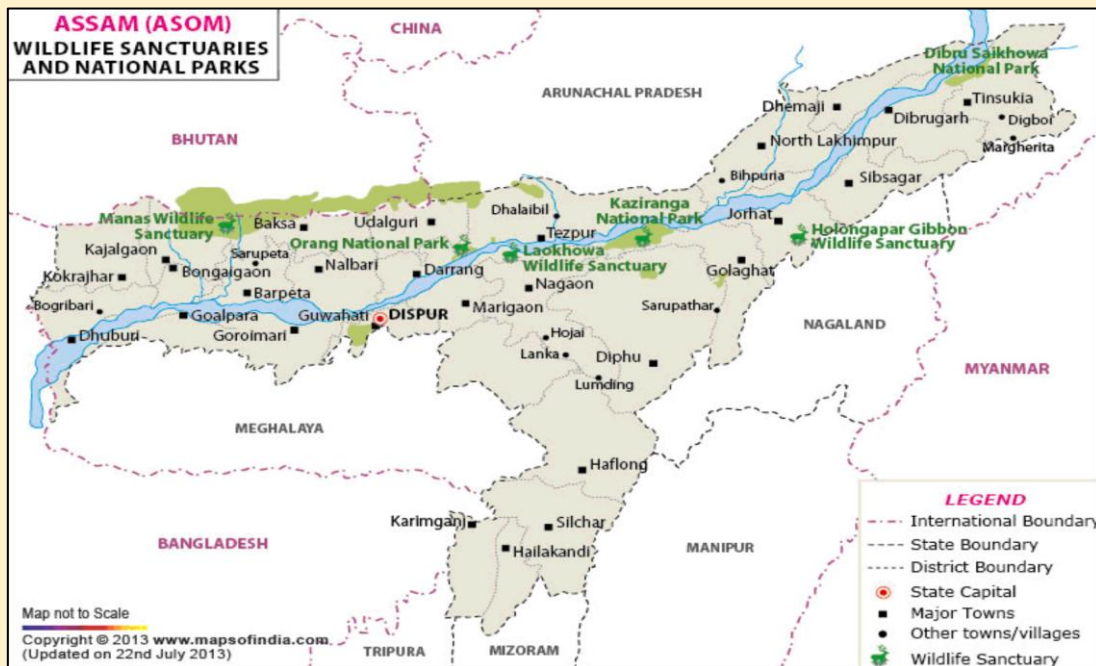 ASSAM (ASOM)
WILDLIFE SANCTUARIES
AND NATIONAL PARKS
CHINA
Dibru Saikhowa
National Park
ARUNACHAL PRADESH
Dhemaji
Tinsukia
Dibrugarh
Digboi
BHUTAN
North Lakhimpur
Margherita
Bihpuria
Sibsagar
Manas Wildlife
Sanctuary
Baksa
Udalguri
Dhalaibil
Kaziranga
National Park
Jorhat
Kajalgaon
Orang National Park
Tezpur
Holongapar Gibbon
Wildlife Sanctuary
Sarupeta
Laokhowa
Wildlife Sanctuary
Kokrajhar
Bongaigaon
Nalbari
Darrang
Golaghat
Barpeta
Nagaon
Bogribari
Goalpara
Guwahati
DISPUR
Marigaon
Sarupathar
Dhuburi
Goroimari
Hojai
NAGALAND
Lanka
Diphu
MYANMAR
Lumding
MEGHALAYA
Haflong
Karimganj
Silchar
BANGLADESH
Hailakandi
MANIPUR
TRIPURA
MIZORAM
LEGEND
International Boundary
State Boundary
District Boundary
State Capital
Major Towns
Other towns/villages
Wildlife Sanctuary
Map not to Scale
Copyright © 2013 www.mapsofindia.com
(Updated on 22nd July 2013)